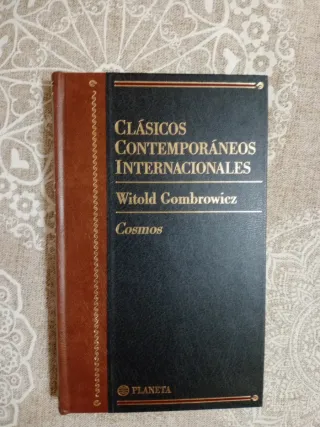 CLÁSICOS
CONTEMPORÁNEOS
INTERNACIONALES
Witold Gombrowicz
Cosmos
PLANETA